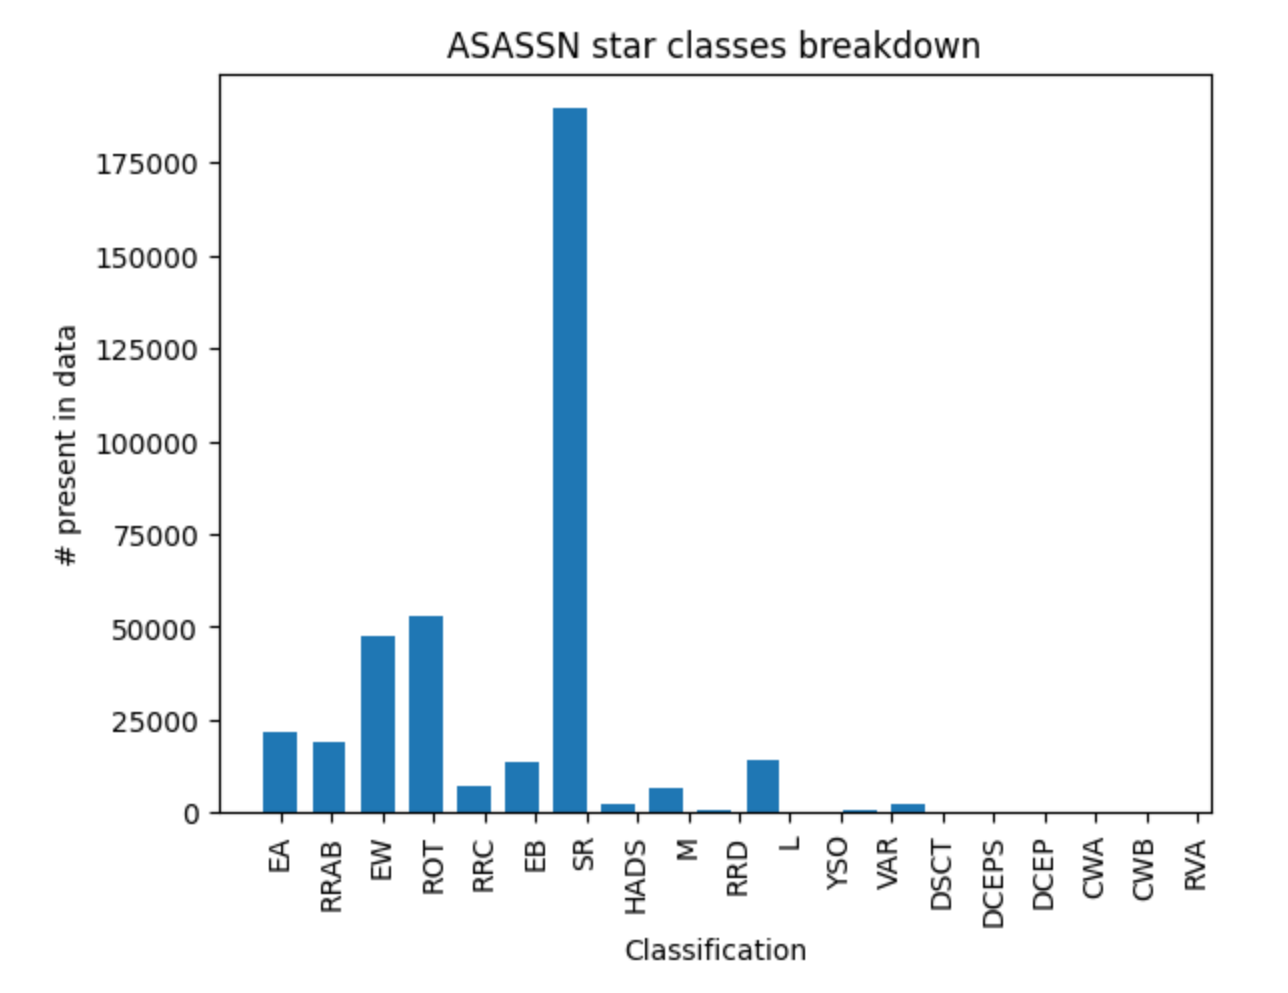 ASASSN star classes breakdown
# present in data
175000
150000
125000
100000
75000
50000
25000
0
EA
RRAB
EW
ROT
RRC
EB
SR
HADS
M
RRD
L
YSO
VAR
DSCT
DCEPS
DCEP
CWA
CWB
RVA
Classification